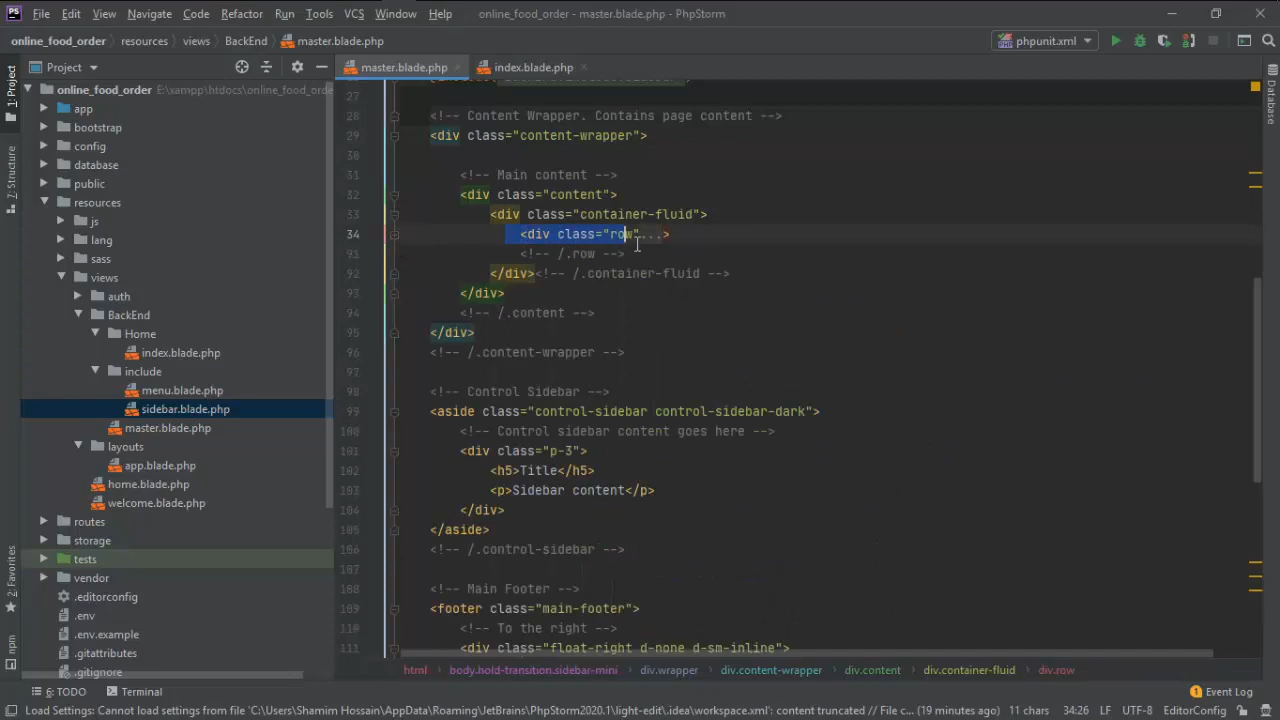 PS File Edit View Navigate Code Refactor Run Tools VCS Window Help online_food_order - master.blade.php - PhpStorm
online_food_order resources views BackEnd master.blade.php phpunit.xml
Project master.blade.php index.blade.php
1: Project
7: Structure
2: Favorites
npm
Database
online_food_order E:\xampp\htdocs\online_food_orde
app
bootstrap
config
database
public
resources
js
lang
sass
views
auth
BackEnd
Home
index.blade.php
include
menu.blade.php
sidebar.blade.php
master.blade.php
layouts
app.blade.php
home.blade.php
welcome.blade.php
routes
storage
tests
vendor
.editorconfig
.env
.env.example
.gitattributes
.gitignore
27
28 <!-- Content Wrapper. Contains page content -->
29 <div class="content-wrapper">
30
31 <!-- Main content -->
32 <div class="content">
33 <div class="container-fluid">
34 <div class="row"...>
91 <!-- /.row -->
92 </div><!-- /.container-fluid -->
93 </div>
94 <!-- /.content -->
95 </div>
96 <!-- /.content-wrapper -->
97
98 <!-- Control Sidebar -->
99 <aside class="control-sidebar control-sidebar-dark">
100 <!-- Control sidebar content goes here -->
101 <div class="p-3">
102 <h5>Title</h5>
103 <p>Sidebar content</p>
104 </div>
105 </aside>
106 <!-- /.control-sidebar -->
107
108 <!-- Main Footer -->
109 <footer class="main-footer">
110 <!-- To the right -->
111 <div class="float-right d-none d-sm-inline">
html body.hold-transition.sidebar-mini div.wrapper div.content-wrapper div.content div.container-fluid div.row
6: TODO Terminal Event Log
Load Settings: Cannot load settings from file 'C:\Users\Shamim Hossain\AppData\Roaming\JetBrains\PhpStorm2020.1\light-edit\.idea\workspace.xml': content truncated // File c... (19 minutes ago) 11 chars 34:26 LF UTF-8 EditorConfig